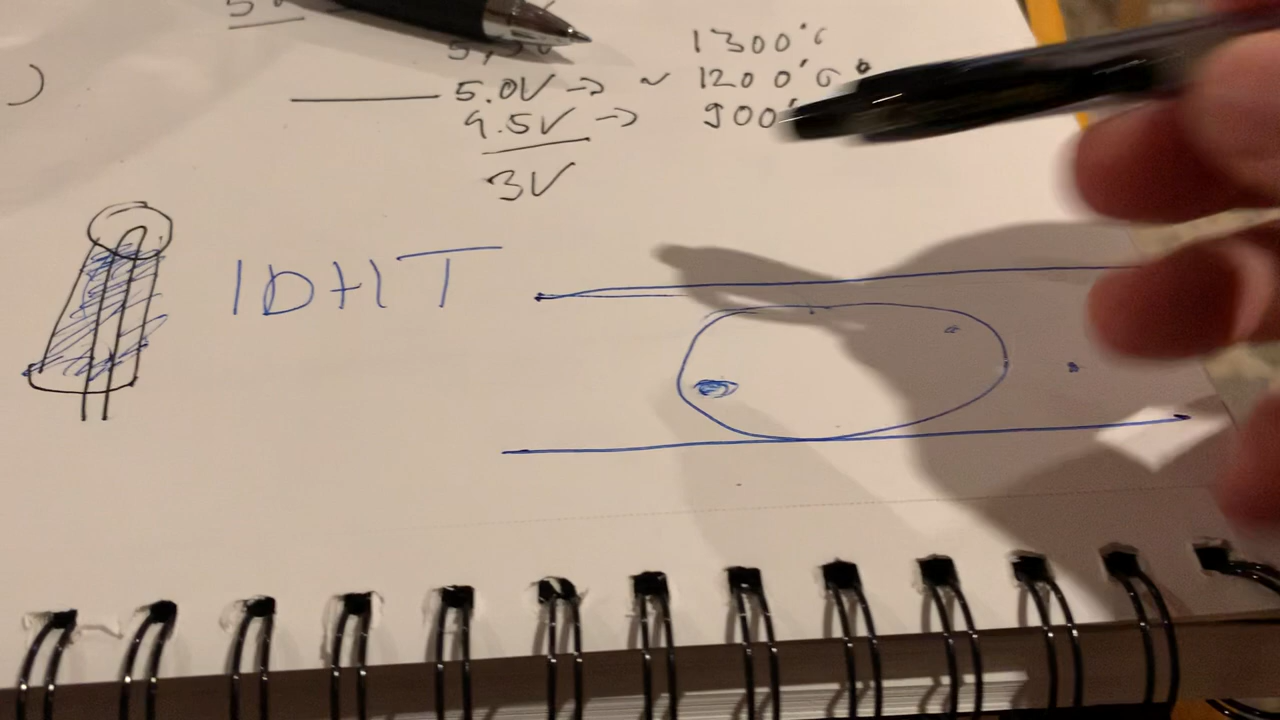 1300°C
5.0V → ~ 1200°C
4.5V → 900°
3V
IDHT